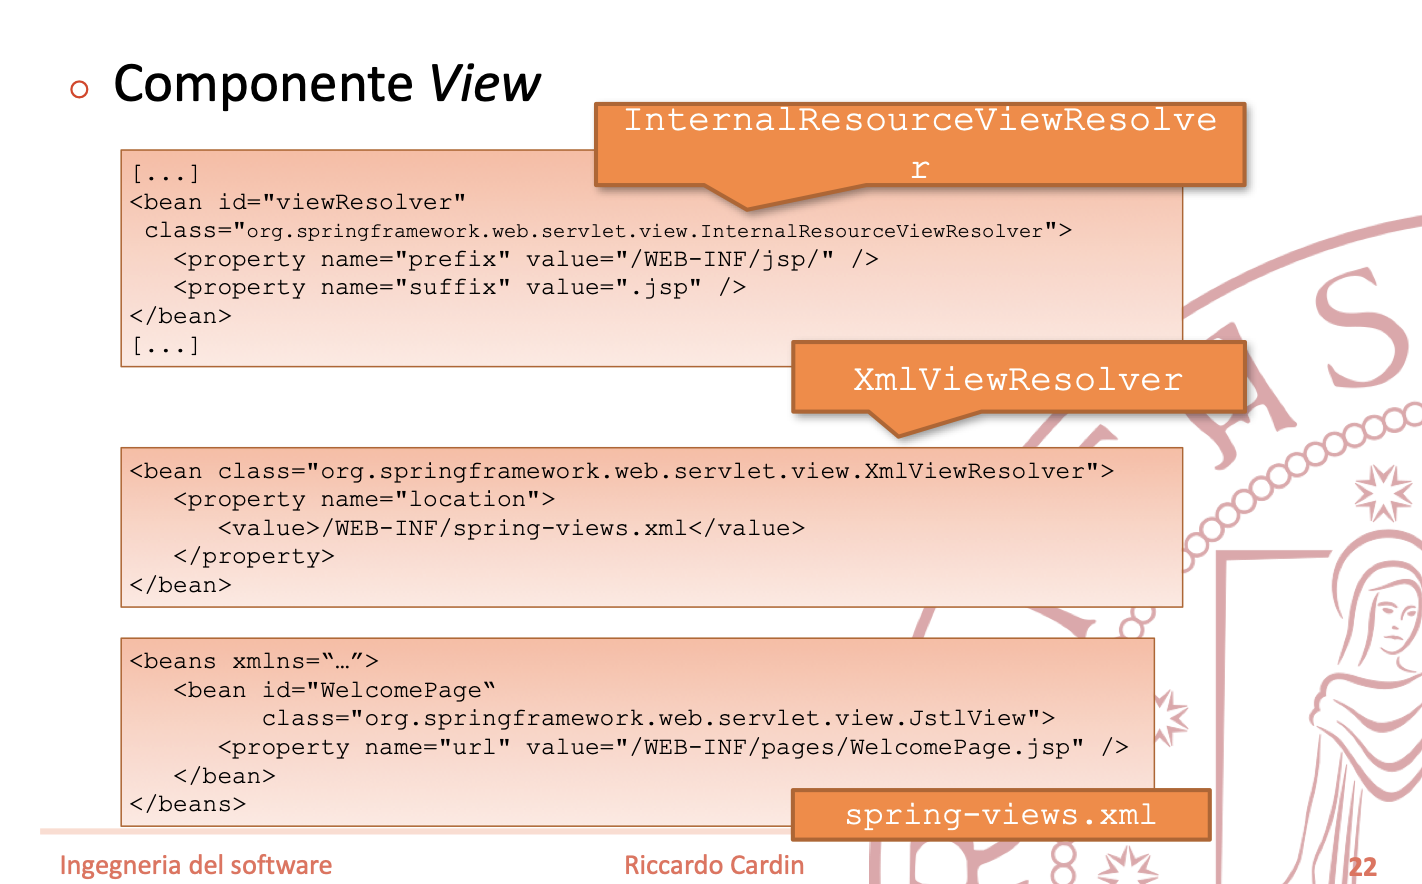 Componente View
InternalResourceViewResolve
r
[...]
<bean id="viewResolver"
class="org.springframework.web.servlet.view.InternalResourceViewResolver">
<property name="prefix" value="/WEB-INF/jsp/" />
<property name="suffix" value=".jsp" />
</bean>
[...]
XmlViewResolver
<bean class="org.springframework.web.servlet.view.XmlViewResolver">
<property name="location">
<value>/WEB-INF/spring-views.xml</value>
</property>
</bean>
<beans xmlns=“…”>
<bean id="WelcomePage“
class="org.springframework.web.servlet.view.JstlView">
<property name="url" value="/WEB-INF/pages/WelcomePage.jsp" />
</bean>
</beans>
spring-views.xml
Ingegneria del software
Riccardo Cardin
22